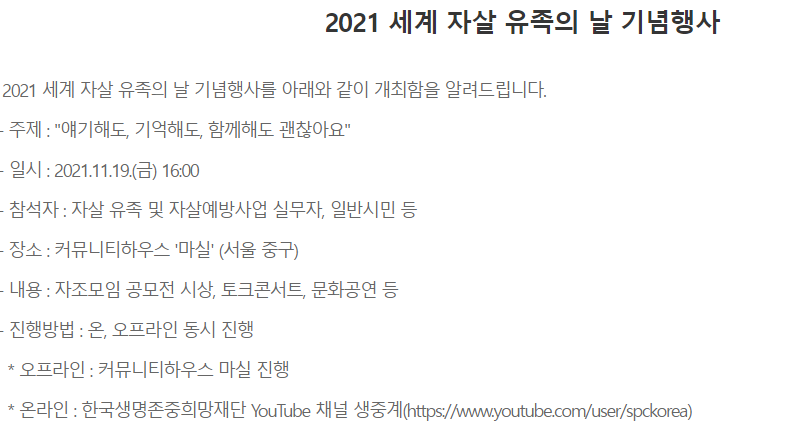 2021 세계 자살 유족의 날 기념행사
2021 세계 자살 유족의 날 기념행사를 아래와 같이 개최함을 알려드립니다.
- 주제 : "얘기해도, 기억해도, 함께해도 괜찮아요"
- 일시 : 2021.11.19.(금) 16:00
- 참석자 : 자살 유족 및 자살예방사업 실무자, 일반시민 등
- 장소 : 커뮤니티하우스 '마실' (서울 중구)
- 내용 : 자조모임 공모전 시상, 토크콘서트, 문화공연 등
- 진행방법 : 온, 오프라인 동시 진행
* 오프라인 : 커뮤니티하우스 마실 진행
* 온라인 : 한국생명존중희망재단 YouTube 채널 생중계(https://www.youtube.com/user/spckorea)